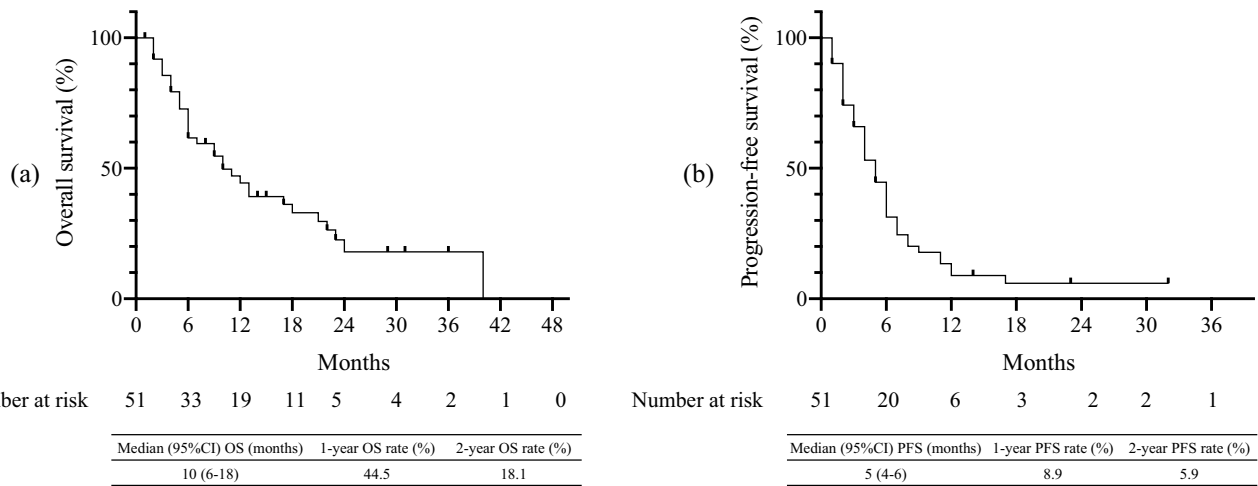 (a)
Overall survival (%)
100
50
0
0 6 12 18 24 30 36 42 48
Months
ber at risk 51 33 19 11 5 4 2 1 0
Median (95%CI) OS (months) 1-year OS rate (%) 2-year OS rate (%)
10 (6-18) 44.5 18.1
(b)
Progression-free survival (%)
100
50
0
0 6 12 18 24 30 36
Months
Number at risk 51 20 6 3 2 2 1
Median (95%CI) PFS (months) 1-year PFS rate (%) 2-year PFS rate (%)
5 (4-6) 8.9 5.9